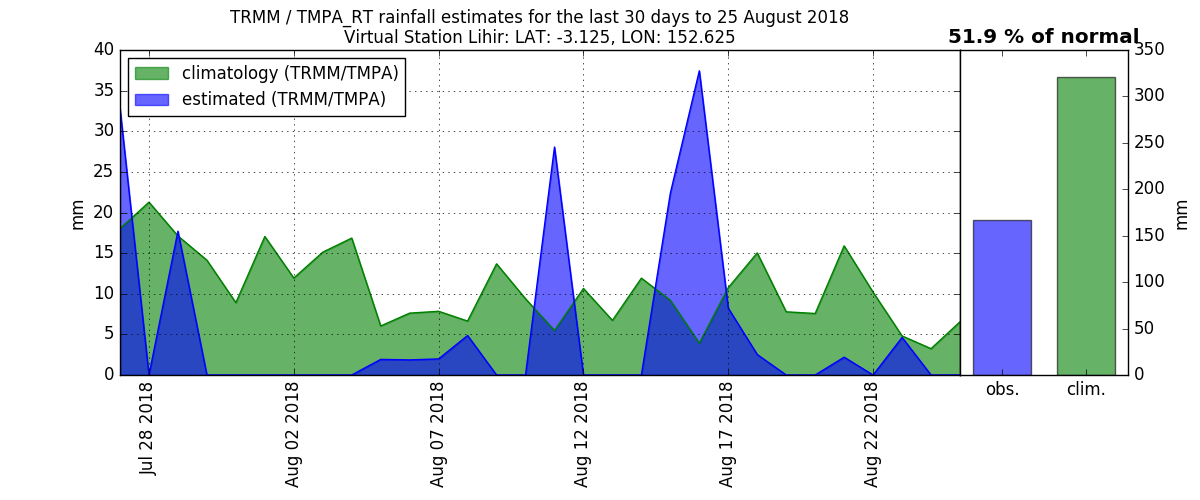 TRMM / TMPA_RT rainfall estimates for the last 30 days to 25 August 2018
Virtual Station Lihir: LAT: -3.125, LON: 152.625
51.9 % of normal
climatology (TRMM/TMPA)
estimated (TRMM/TMPA)
mm
40
35
30
25
20
15
10
5
0
Jul 28 2018
Aug 02 2018
Aug 07 2018
Aug 12 2018
Aug 17 2018
Aug 22 2018
obs.
clim.
350
300
250
200
150
100
50
0
mm